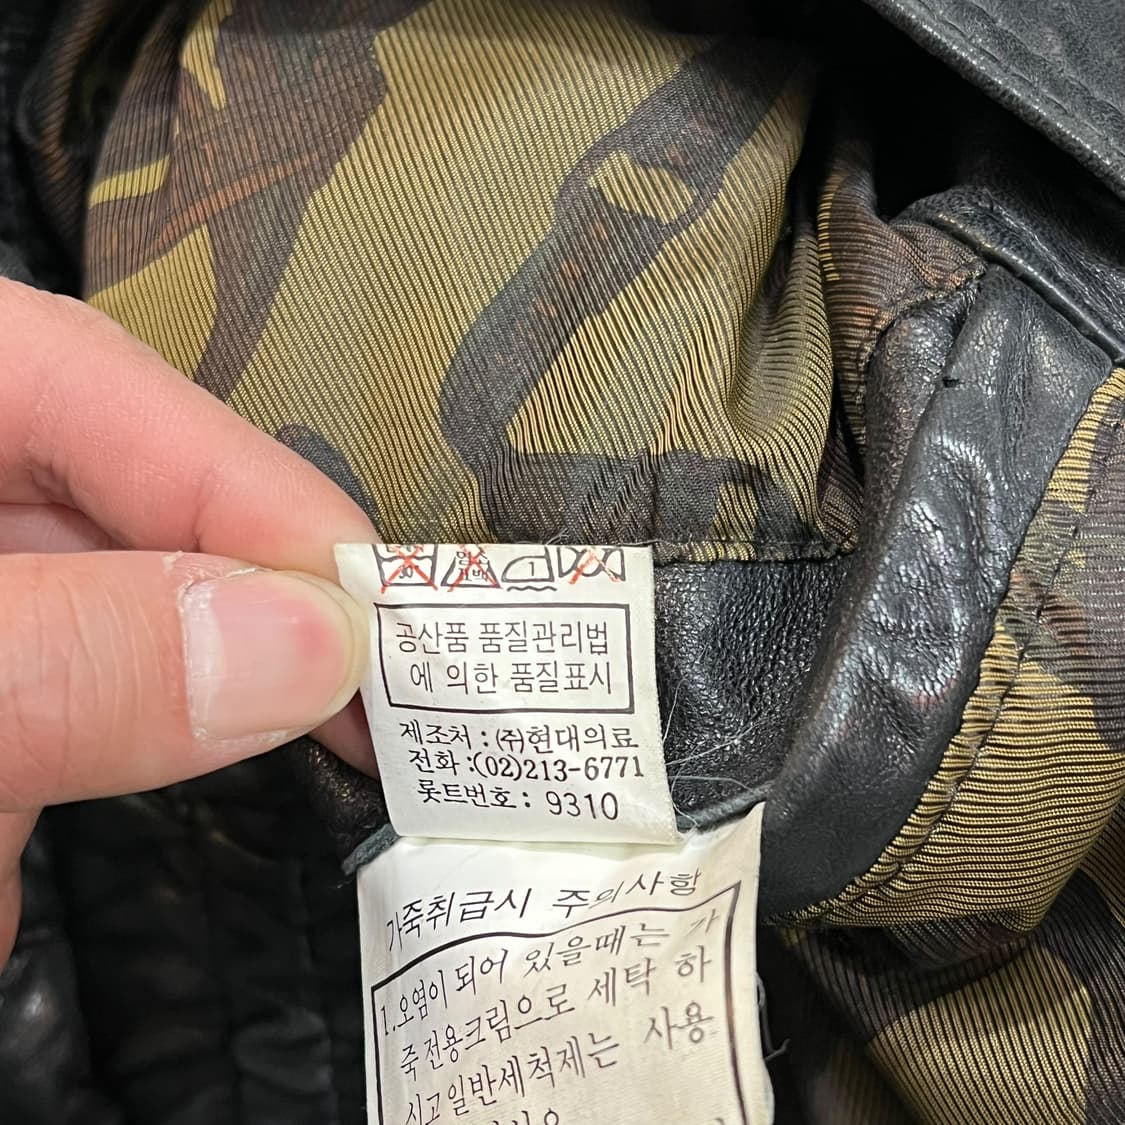 30
1
공산품 품질관리법
에 의한 품질표시
제조처 : (주)현대의료
전화 :(02)213-6771
롯트번호 : 9310
가죽취급시 주의사항
1.오염이 되어 있을때는 가
죽전용크림으로 세탁 하
시고일반세척제는 사용